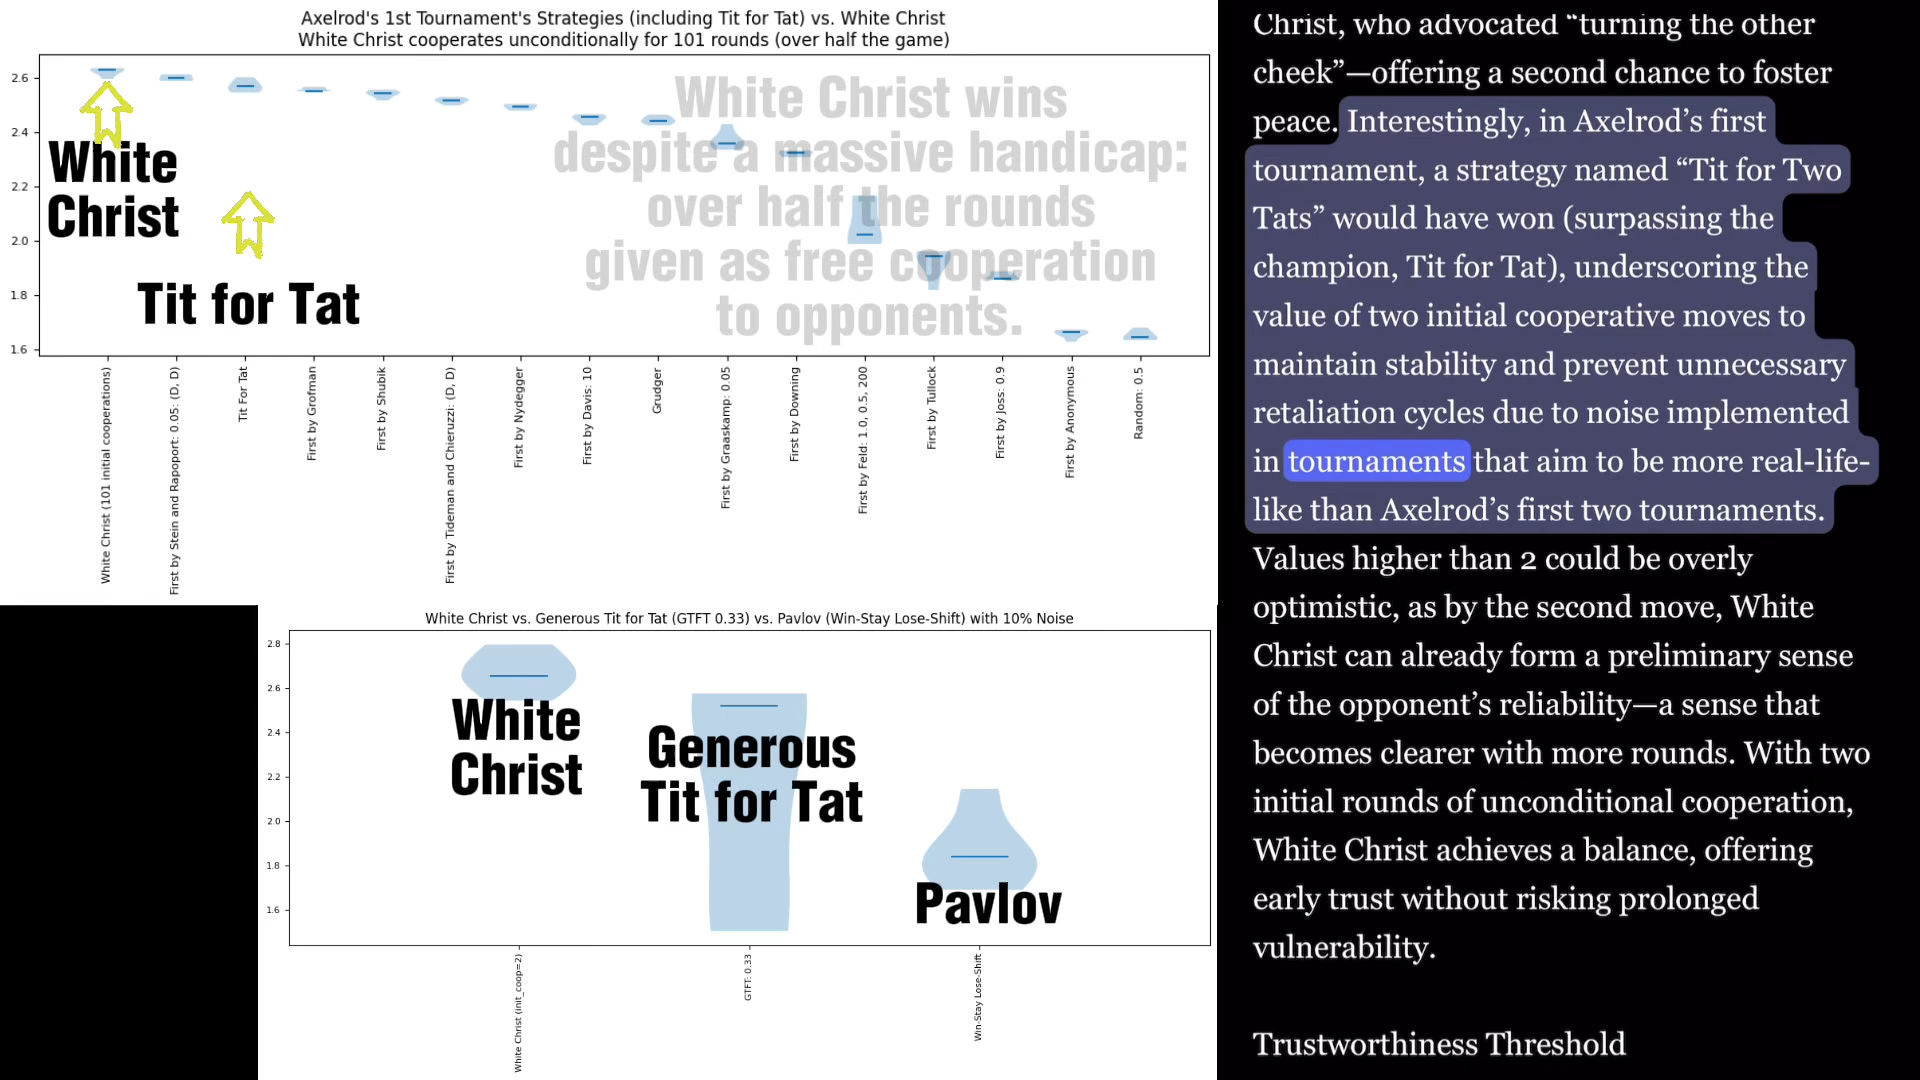 Axelrod's 1st Tournament's Strategies (including Tit for Tat) vs. White Christ
White Christ cooperates unconditionally for 101 rounds (over half the game)
2.6
2.4
2.2
2.0
1.8
1.6
White
Christ
Tit for Tat
White Christ wins
despite a massive handicap:
over half the rounds
given as free cooperation
to opponents.
White Christ (101 initial cooperations)
First by Stein and Rapoport: 0.05: (D, D)
Tit For Tat
First by Grofman
First by Shubik
First by Tideman and Chieruzzi: (D, D)
First by Nydegger
First by Davis: 10
Grudger
First by Graaskamp: 0.05
First by Downing
First by Feld: 1.0, 0.5, 200
First by Tullock
First by Joss: 0.9
First by Anonymous
Random: 0.5
White Christ vs. Generous Tit for Tat (GTFT 0.33) vs. Pavlov (Win-Stay Lose-Shift) with 10% Noise
2.8
2.6
2.4
2.2
2.0
1.8
1.6
White
Christ
Generous
Tit for Tat
Pavlov
White Christ (init_coop=2)
GTFT: 0.33
Win-Stay Lose-Shift
Christ, who advocated “turning the other
cheek”—offering a second chance to foster
peace. Interestingly, in Axelrod’s first
tournament, a strategy named “Tit for Two
Tats” would have won (surpassing the
champion, Tit for Tat), underscoring the
value of two initial cooperative moves to
maintain stability and prevent unnecessary
retaliation cycles due to noise implemented
in tournaments that aim to be more real-life-
like than Axelrod’s first two tournaments.
Values higher than 2 could be overly
optimistic, as by the second move, White
Christ can already form a preliminary sense
of the opponent’s reliability—a sense that
becomes clearer with more rounds. With two
initial rounds of unconditional cooperation,
White Christ achieves a balance, offering
early trust without risking prolonged
vulnerability.
Trustworthiness Threshold